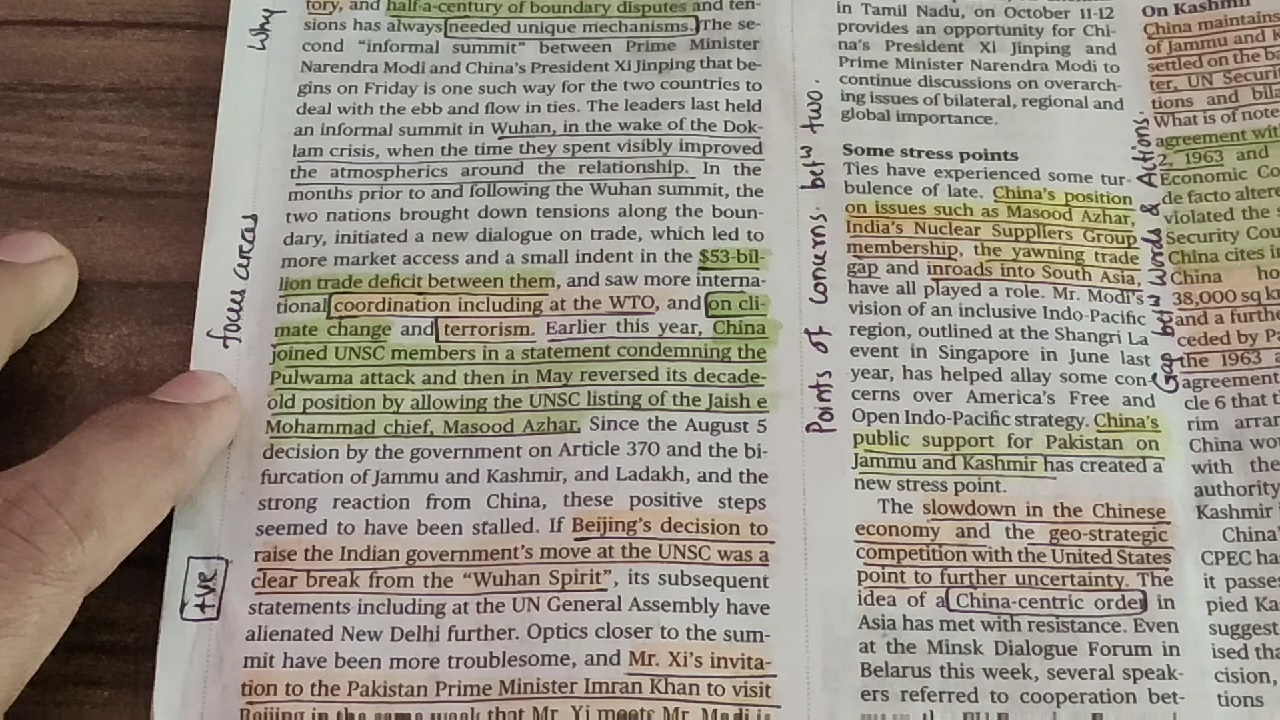 Why
tory, and half-a-century of boundary disputes and ten-
sions has always needed unique mechanisms. The se-
cond “informal summit” between Prime Minister
Narendra Modi and China’s President Xi Jinping that be-
gins on Friday is one such way for the two countries to
deal with the ebb and flow in ties. The leaders last held
an informal summit in Wuhan, in the wake of the Dok-
lam crisis, when the time they spent visibly improved
the atmospherics around the relationship. In the
months prior to and following the Wuhan summit, the
two nations brought down tensions along the boun-
dary, initiated a new dialogue on trade, which led to
more market access and a small indent in the $53-bil-
lion trade deficit between them, and saw more interna-
tional coordination including at the WTO, and on cli-
mate change and terrorism. Earlier this year, China
joined UNSC members in a statement condemning the
Pulwama attack and then in May reversed its decade-
old position by allowing the UNSC listing of the Jaish e
Mohammad chief, Masood Azhar. Since the August 5
decision by the government on Article 370 and the bi-
furcation of Jammu and Kashmir, and Ladakh, and the
strong reaction from China, these positive steps
seemed to have been stalled. If Beijing’s decision to
raise the Indian government’s move at the UNSC was a
clear break from the “Wuhan Spirit”, its subsequent
statements including at the UN General Assembly have
alienated New Delhi further. Optics closer to the sum-
mit have been more troublesome, and Mr. Xi’s invita-
tion to the Pakistan Prime Minister Imran Khan to visit
Beijing in the same week that Mr. Xi meets Mr. Modi is
focus areas
+ve
Points of concerns betw two.
in Tamil Nadu, on October 11-12
provides an opportunity for Chi-
na’s President Xi Jinping and
Prime Minister Narendra Modi to
continue discussions on overarch-
ing issues of bilateral, regional and
global importance.
Some stress points
Ties have experienced some tur-
bulence of late. China’s position
on issues such as Masood Azhar,
India’s Nuclear Suppliers Group
membership, the yawning trade
gap and inroads into South Asia,
have all played a role. Mr. Modi’s
vision of an inclusive Indo-Pacific
region, outlined at the Shangri La
event in Singapore in June last
year, has helped allay some con-
cerns over America’s Free and
Open Indo-Pacific strategy. China’s
public support for Pakistan on
Jammu and Kashmir has created a
new stress point.
The slowdown in the Chinese
economy and the geo-strategic
competition with the United States
point to further uncertainty. The
idea of a China-centric order in
Asia has met with resistance. Even
at the Minsk Dialogue Forum in
Belarus this week, several speak-
ers referred to cooperation bet-
Gap betw Words & Actions.
On Kashmir
China maintains
of Jammu and K
settled on the ba
ter, UN Securi
tions and bila
What is of note
agreement wit
2, 1963 and
Economic Co
de facto alter
violated the
Security Cou
China cites i
China ho
38,000 sq k
and a furthe
ceded by Pa
the 1963
agreement
cle 6 that t
rim arran
China wo
with the
authority
Kashmir
China’
CPEC ha
it passe
pied Ka
suggest
ised tha
cision,
tions